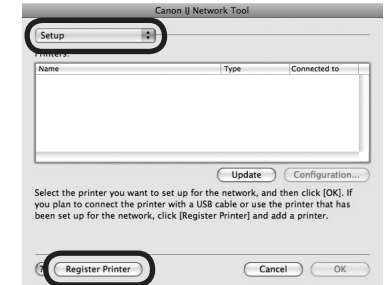 Canon IJ Network Tool
Setup
Printers:
Name Type Connected to
Update Configuration...
Select the printer you want to set up for the network, and then click [OK]. If
you plan to connect the printer with a USB cable or use the printer that has
been set up for the network, click [Register Printer] and add a printer.
? Register Printer Cancel OK